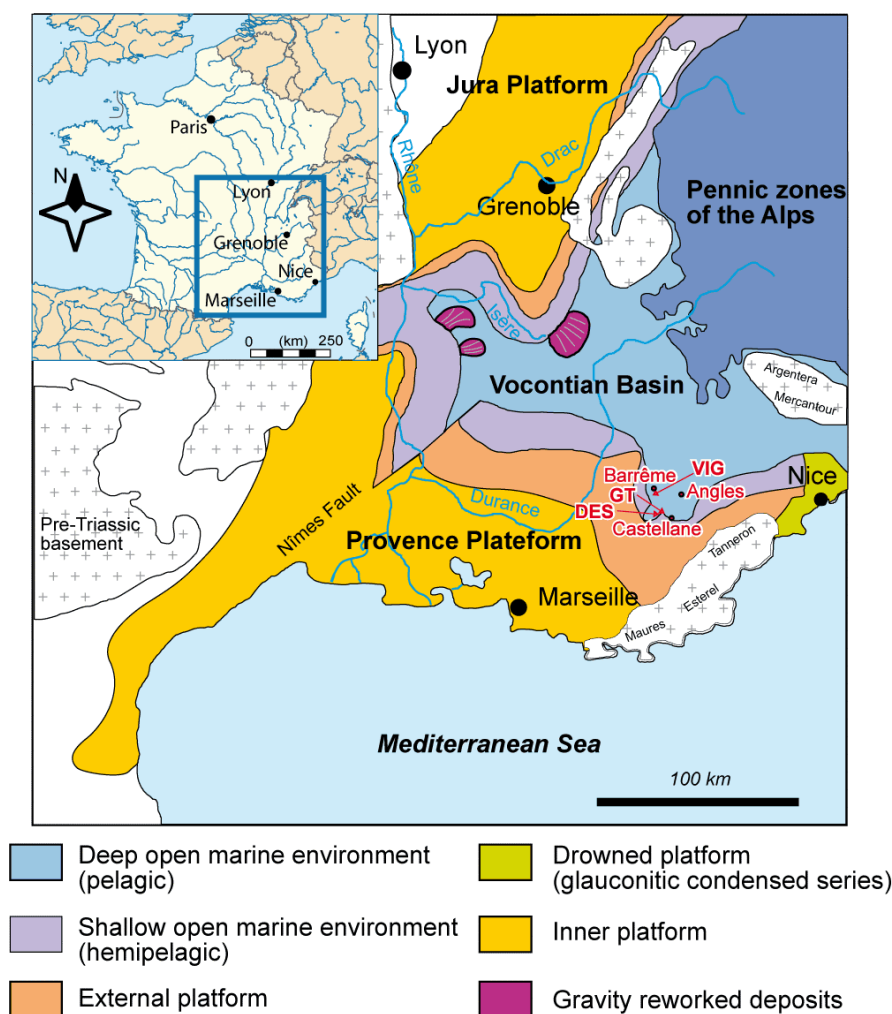 N
Paris
Lyon
Grenoble
Nice
Marseille
0 (km) 250
Lyon
Jura Platform
Rhône
Drac
Grenoble
Pennic zones
of the Alps
Isère
Vocontian Basin
Argentera
Mercantour
Barrême
VIG
GT
Angles
DES
Castellane
Nice
Durance
Pre-Triassic
basement
Nîmes Fault
Provence Plateform
Tanneron
Esterel
Maures
Marseille
Mediterranean Sea
100 km
Deep open marine environment
(pelagic)
Shallow open marine environment
(hemipelagic)
External platform
Drowned platform
(glauconitic condensed series)
Inner platform
Gravity reworked deposits